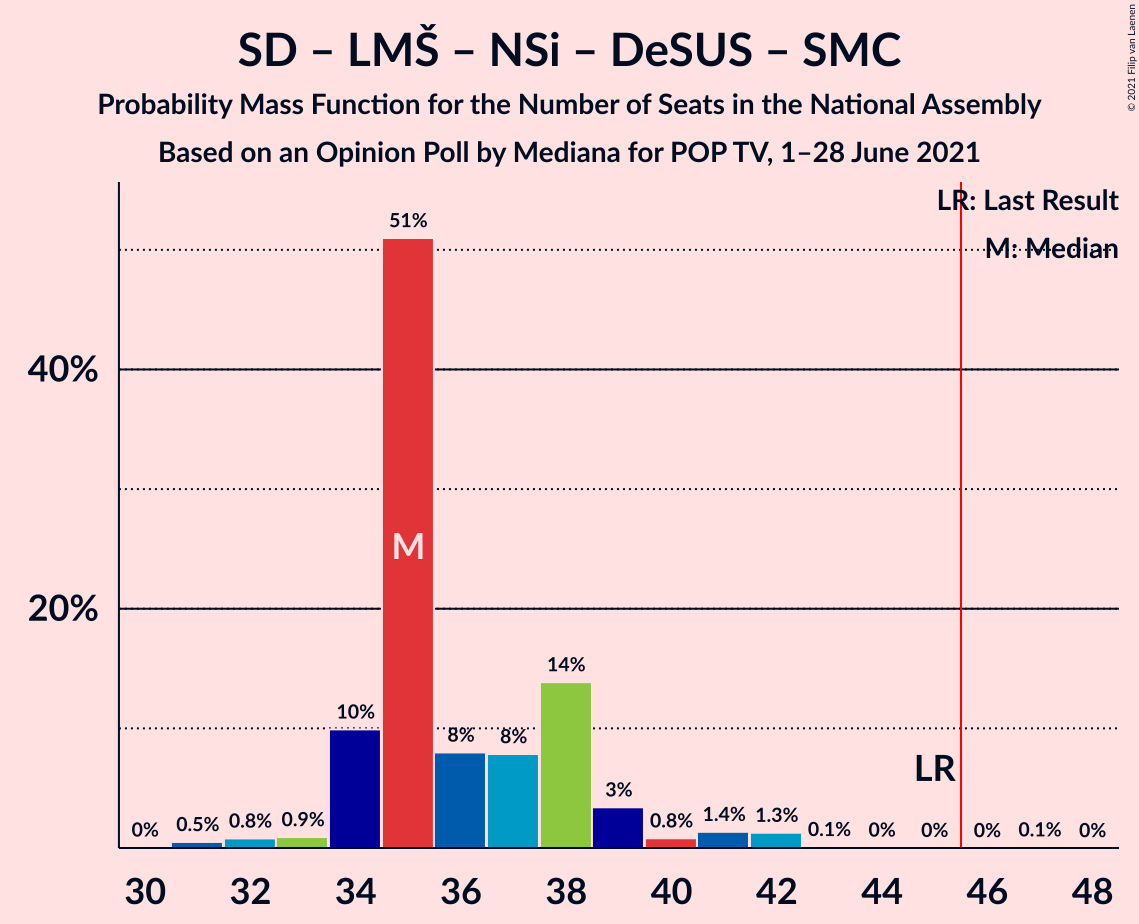 SD – LMŠ – NSi – DeSUS – SMC
Probability Mass Function for the Number of Seats in the National Assembly
Based on an Opinion Poll by Mediana for POP TV, 1–28 June 2021
© 2021 Filip van Laenen
LR: Last Result
M: Median
51%
40%
M
20%
14%
10%
8%
8%
LR
3%
0%
0.5%
0.8%
0.9%
0.8%
1.4%
1.3%
0.1%
0%
0%
0%
0.1%
0%
30 32 34 36 38 40 42 44 46 48